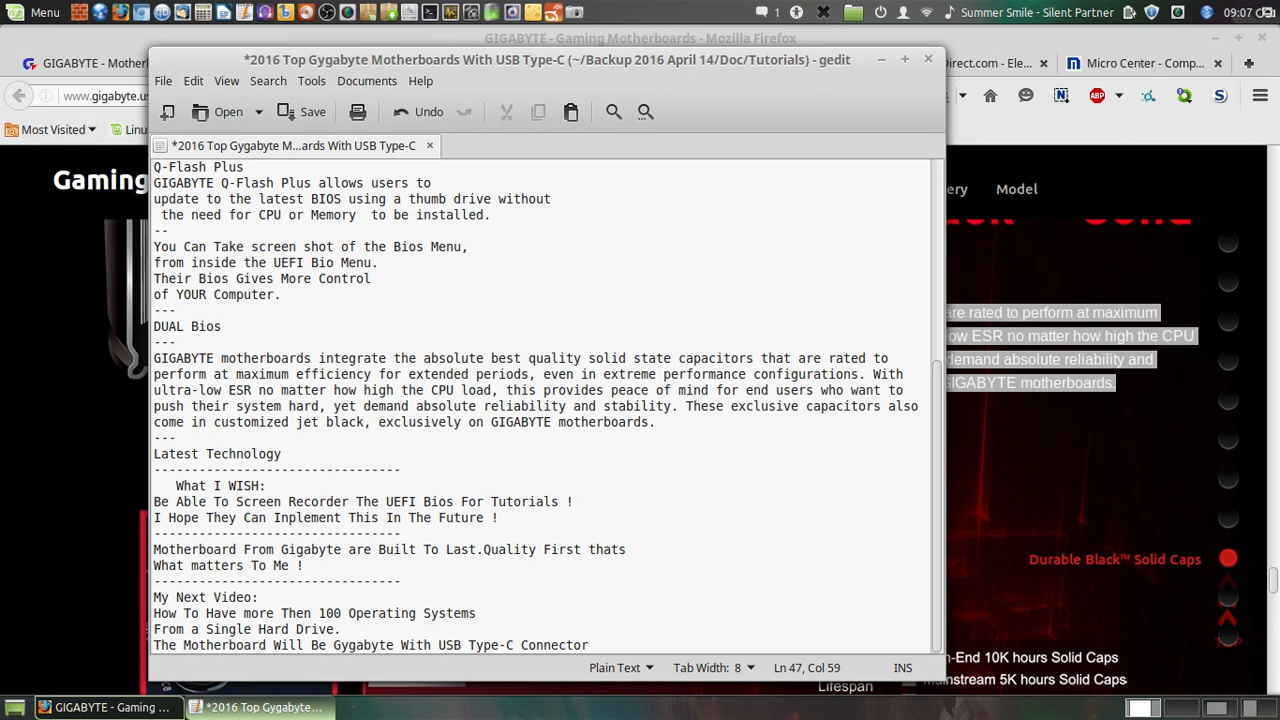 Menu
1
Summer Smile - Silent Partner
09:07
GIGABYTE - Gaming Motherboards - Mozilla Firefox
GIGABYTE - Motherb
Direct.com - Ele...
Micro Center - Comp...
www.gigabyte.us
ABP
Most Visited
Linu
*2016 Top Gygabyte Motherboards With USB Type-C (~/Backup 2016 April 14/Doc/Tutorials) - gedit
File Edit View Search Tools Documents Help
Open Save Undo
*2016 Top Gygabyte M...ards With USB Type-C
Q-Flash Plus
GIGABYTE Q-Flash Plus allows users to
update to the latest BIOS using a thumb drive without
the need for CPU or Memory to be installed.
--
You Can Take screen shot of the Bios Menu,
from inside the UEFI Bio Menu.
Their Bios Gives More Control
of YOUR Computer.
---
DUAL Bios
---
GIGABYTE motherboards integrate the absolute best quality solid state capacitors that are rated to
perform at maximum efficiency for extended periods, even in extreme performance configurations. With
ultra-low ESR no matter how high the CPU load, this provides peace of mind for end users who want to
push their system hard, yet demand absolute reliability and stability. These exclusive capacitors also
come in customized jet black, exclusively on GIGABYTE motherboards.
---
Latest Technology
---------------------------------
What I WISH:
Be Able To Screen Recorder The UEFI Bios For Tutorials !
I Hope They Can Inplement This In The Future !
---------------------------------
Motherboard From Gigabyte are Built To Last.Quality First thats
What matters To Me !
---------------------------------
My Next Video:
How To Have more Then 100 Operating Systems
From a Single Hard Drive.
The Motherboard Will Be Gygabyte With USB Type-C Connector
Plain Text Tab Width: 8 Ln 47, Col 59 INS
Gaming
ery Model
are rated to perform at maximum
ow ESR no matter how high the CPU
demand absolute reliability and
GIGABYTE motherboards.
Durable Black™ Solid Caps
TOP
n-End 10K hours Solid Caps
Mainstream 5K hours Solid Caps
Lifespan
GIGABYTE - Gaming ...
*2016 Top Gygabyte...